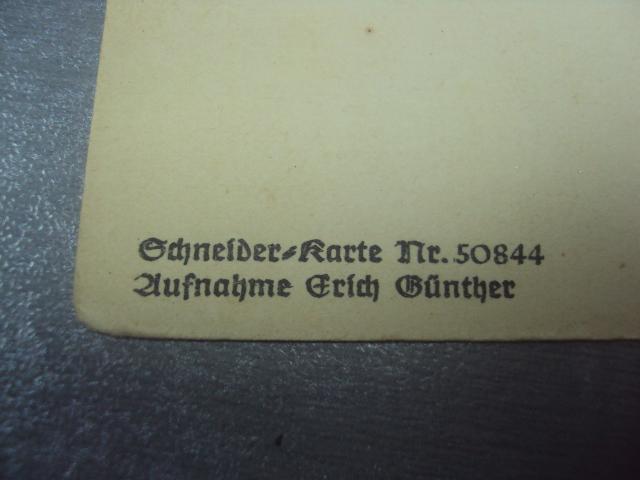 Schneider-Karte Nr. 50844
Aufnahme Erich Günther